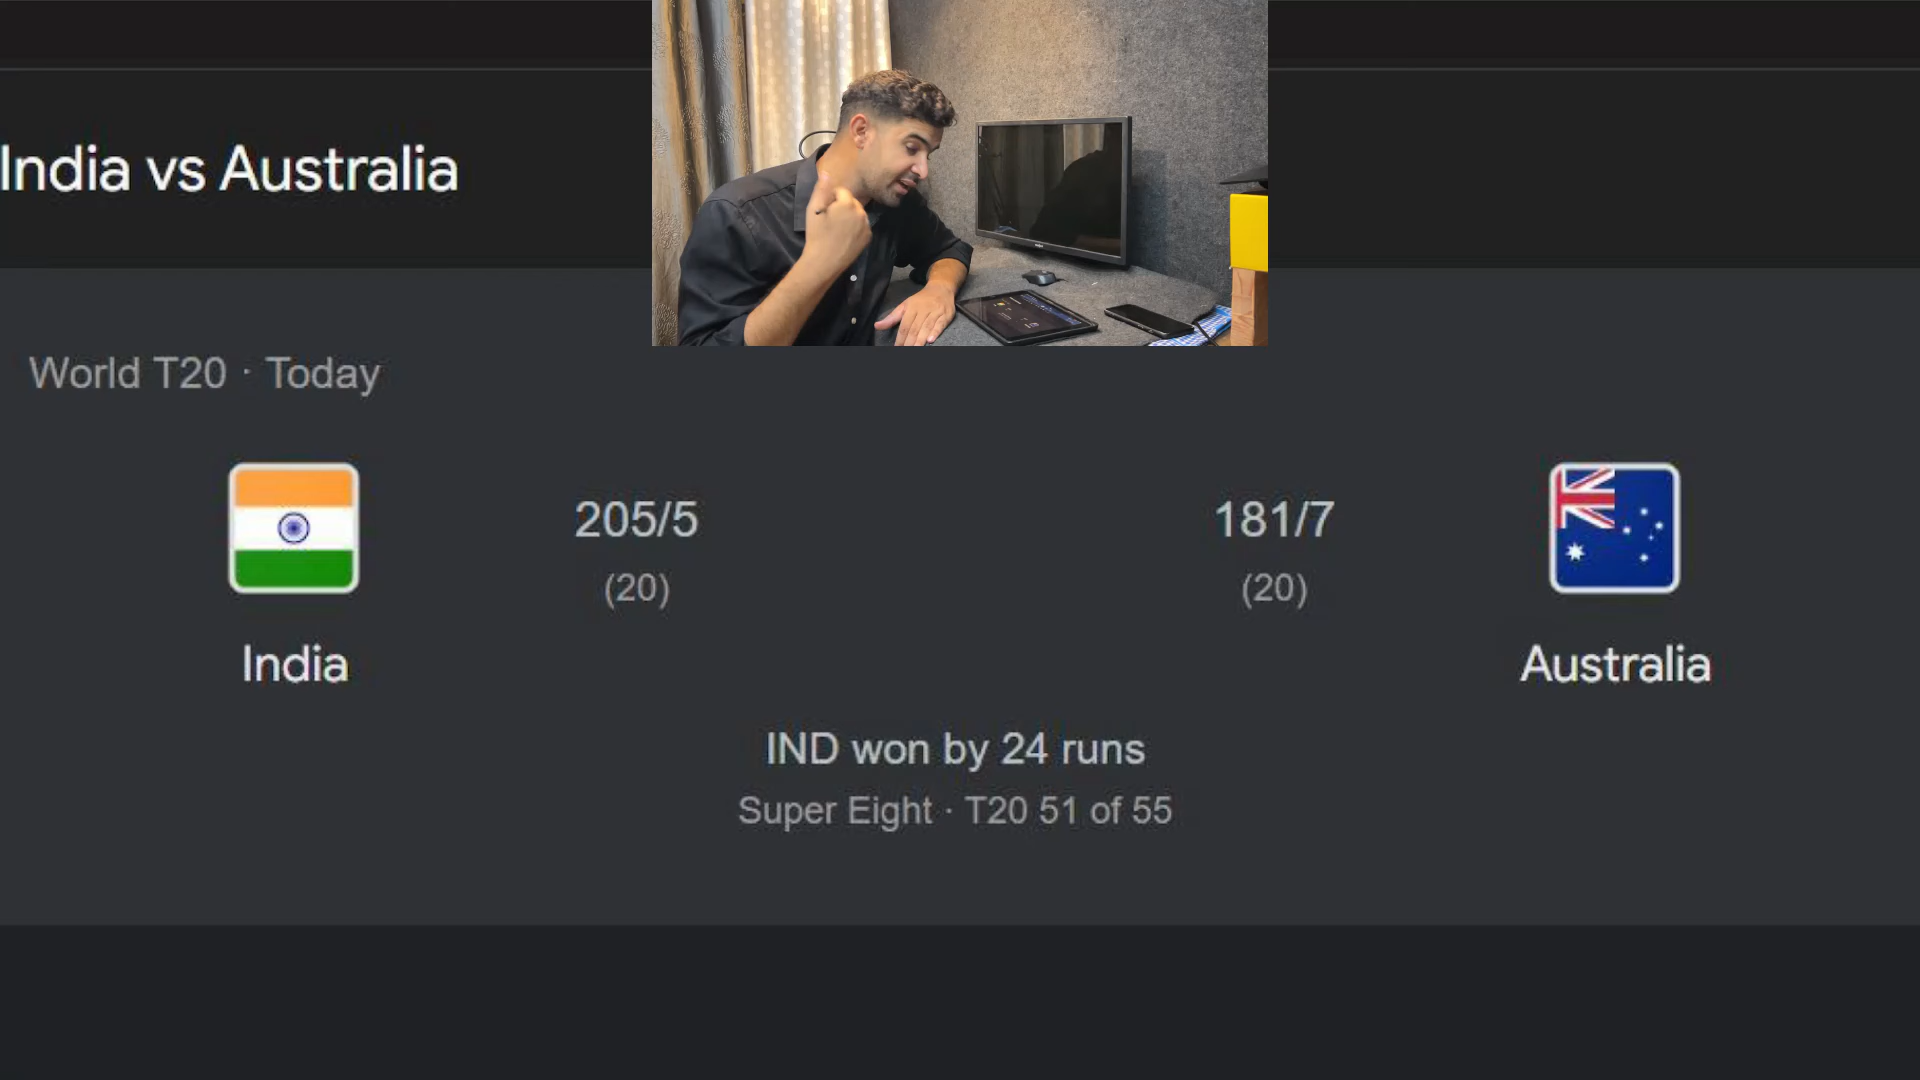 India vs Australia
World T20 · Today
205/5
181/7
(20)
(20)
India
Australia
IND won by 24 runs
Super Eight · T20 51 of 55